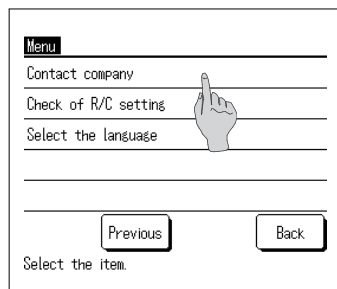 Menu
Contact company
Check of R/C setting
Select the language
Previous Back
Select the item.